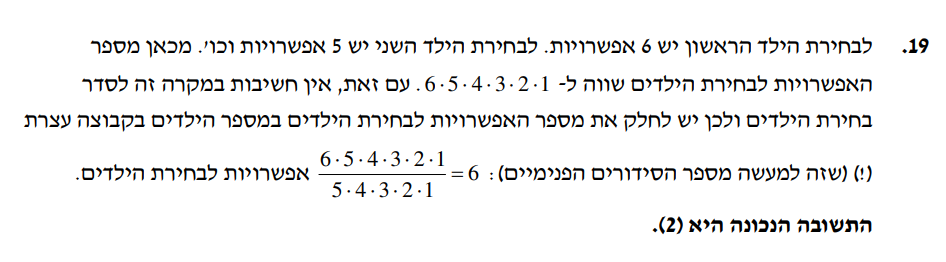 19. לבחירת הילד הראשון יש 6 אפשרויות. לבחירת הילד השני יש 5 אפשרויות וכו'. מכאן מספר
האפשרויות לבחירת הילדים שווה ל- 6·5·4·3·2·1. עם זאת, אין חשיבות במקרה זה לסדר
בחירת הילדים ולכן יש לחלק את מספר האפשרויות לבחירת הילדים במספר הילדים בקבוצה עצרת
(!) (שזה למעשה מספר הסידורים הפנימיים): 6·5·4·3·2·1 / 5·4·3·2·1 = 6 אפשרויות לבחירת הילדים.
התשובה הנכונה היא (2).